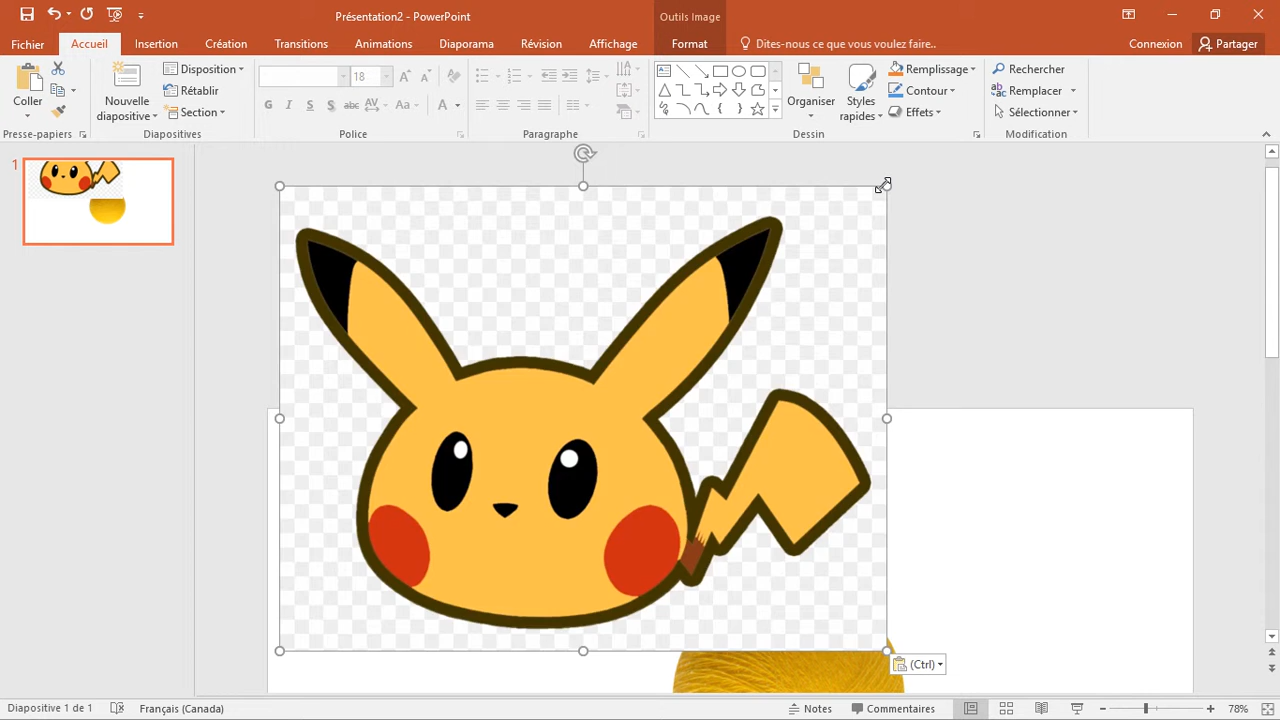 Présentation2 - PowerPoint
Outils Image
Fichier Accueil Insertion Création Transitions Animations Diaporama Révision Affichage Format Dites-nous ce que vous voulez faire.. Connexion Partager
Coller
Presse-papiers
Nouvelle
diapositive
Disposition
Rétablir
Section
Diapositives
18
G I S S abc AV Aa A
Police
Paragraphe
Organiser
Styles
rapides
Remplissage
Contour
Effets
Dessin
Rechercher
Remplacer
Sélectionner
Modification
1
(Ctrl)
Diapositive 1 de 1 Français (Canada) Notes Commentaires 78%